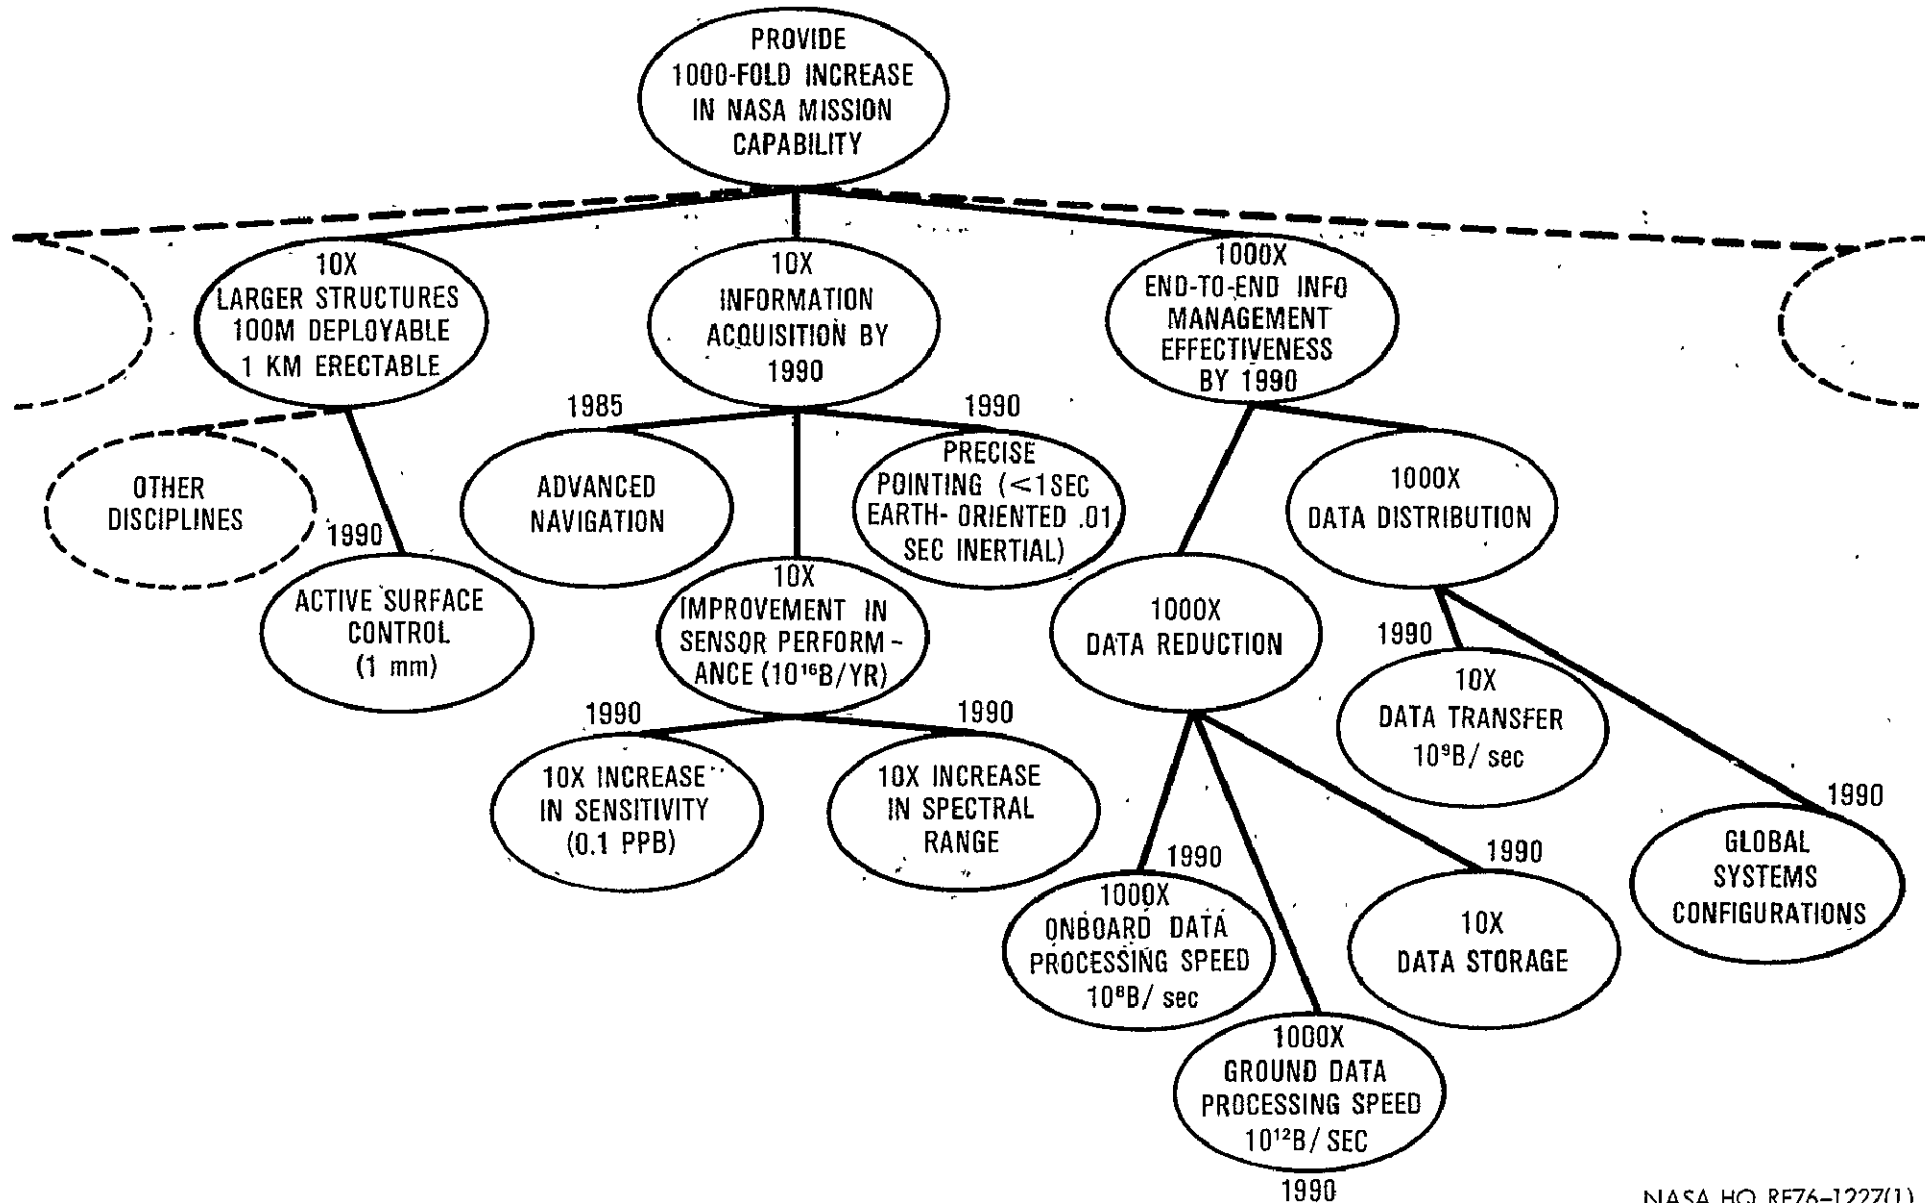 PROVIDE
1000-FOLD INCREASE
IN NASA MISSION
CAPABILITY
10X
LARGER STRUCTURES
100M DEPLOYABLE
1 KM ERECTABLE
10X
INFORMATION
ACQUISITION BY
1990
1000X
END-TO-END INFO
MANAGEMENT
EFFECTIVENESS
BY 1990
OTHER
DISCIPLINES
1990
ACTIVE SURFACE
CONTROL
(1 mm)
1985
ADVANCED
NAVIGATION
1990
PRECISE
POINTING (<1SEC
EARTH- ORIENTED .01
SEC INERTIAL)
10X
IMPROVEMENT IN
SENSOR PERFORM-
ANCE (10¹⁶B/YR)
1990
10X INCREASE
IN SENSITIVITY
(0.1 PPB)
1990
10X INCREASE
IN SPECTRAL
RANGE
1000X
DATA REDUCTION
1000X
DATA DISTRIBUTION
1990
10X
DATA TRANSFER
10⁹B/ sec
1990
GLOBAL
SYSTEMS
CONFIGURATIONS
1990
1000X
ONBOARD DATA
PROCESSING SPEED
10⁸B/ sec
1990
10X
DATA STORAGE
1000X
GROUND DATA
PROCESSING SPEED
10¹²B/ SEC
1990
NASA HQ RE76-1227(1)